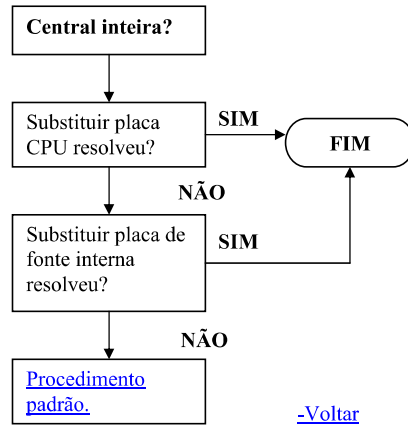 Central inteira?
Substituir placa
CPU resolveu?
SIM
FIM
NÃO
Substituir placa de
fonte interna
resolveu?
SIM
NÃO
Procedimento
padrão.
-Voltar